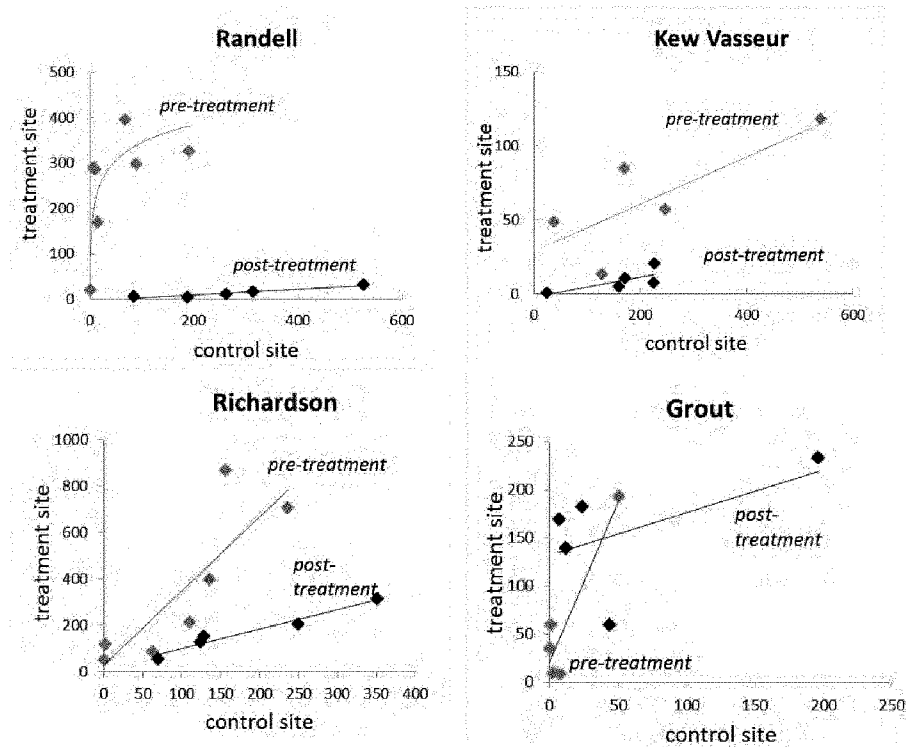 Randell
500
400
300
200
100
0
0 200 400 600
treatment site
control site
pre-treatment
post-treatment
Kew Vasseur
150
100
50
0
0 200 400 600
treatment site
control site
pre-treatment
post-treatment
Richardson
1000
800
600
400
200
0
0 50 100 150 200 250 300 350 400
treatment site
control site
pre-treatment
post-
treatment
Grout
250
200
150
100
50
0
0 50 100 150 200 250
treatment site
control site
post-
treatment
pre-treatment